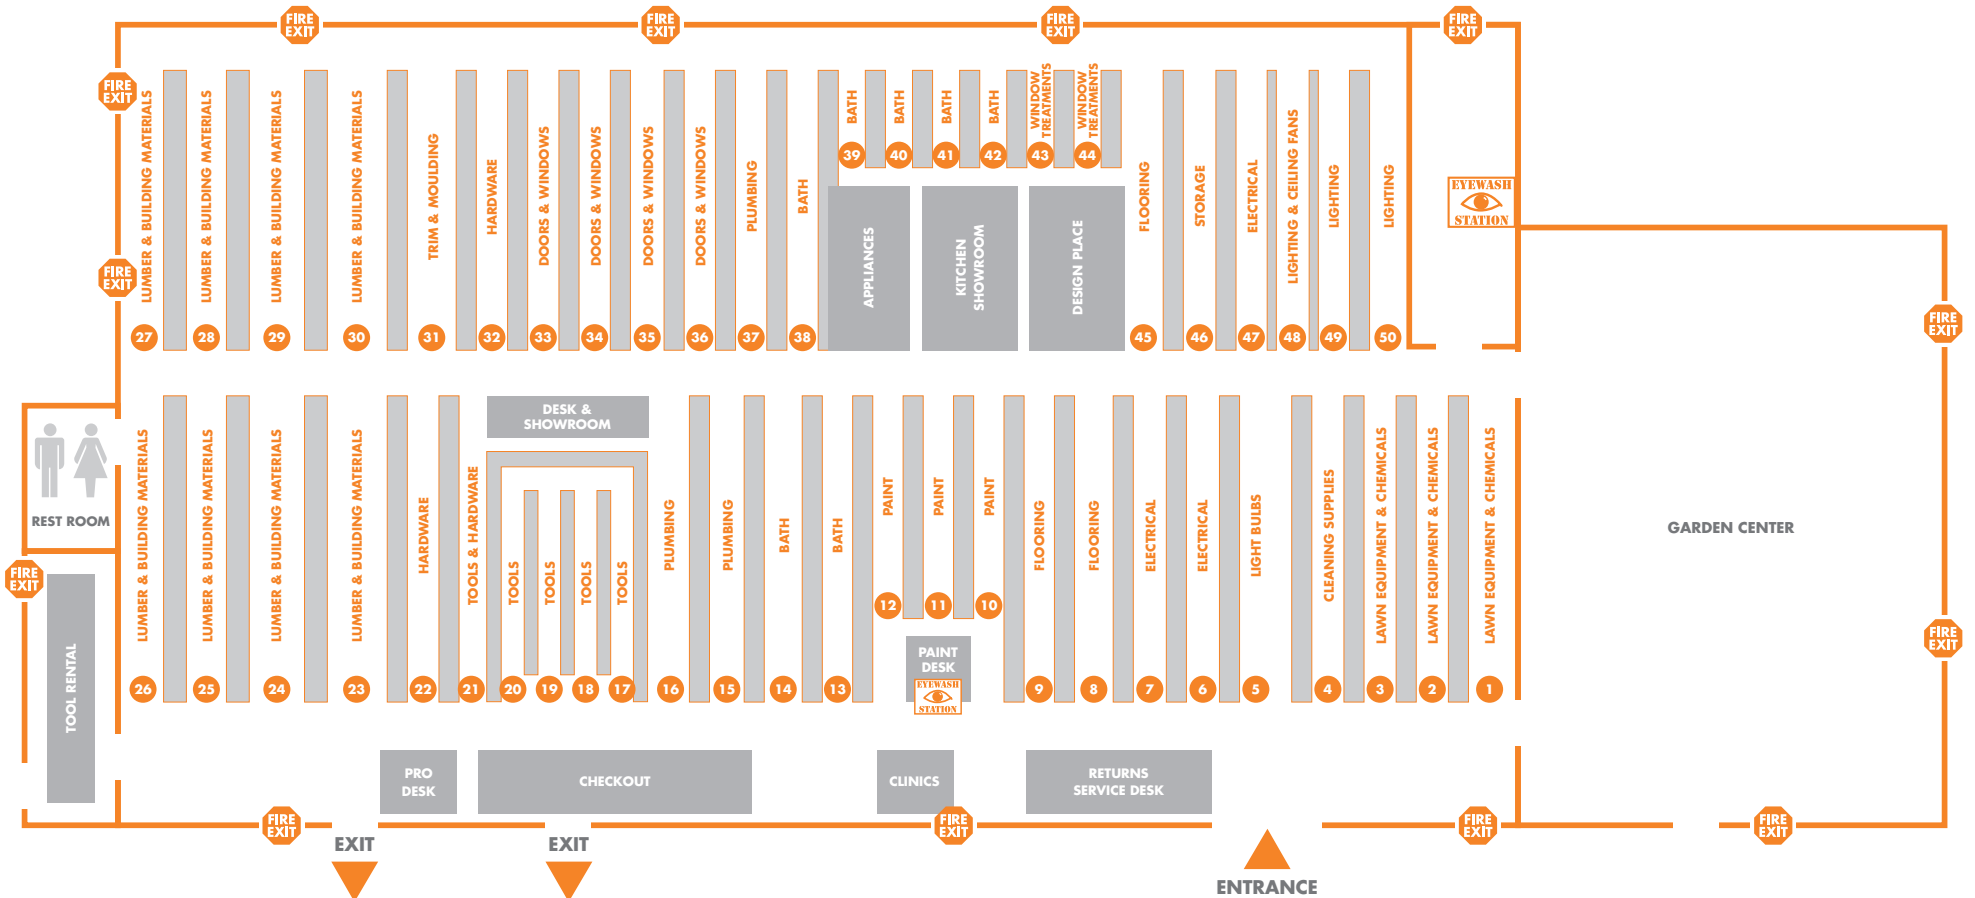 FIRE
EXIT
FIRE
EXIT
FIRE
EXIT
FIRE
EXIT
FIRE
EXIT
FIRE
EXIT
LUMBER & BUILDING MATERIALS
27
LUMBER & BUILDING MATERIALS
28
LUMBER & BUILDING MATERIALS
29
LUMBER & BUILDING MATERIALS
30
TRIM & MOULDING
31
HARDWARE
32
DOORS & WINDOWS
33
DOORS & WINDOWS
34
DOORS & WINDOWS
35
DOORS & WINDOWS
36
PLUMBING
37
BATH
38
BATH
39
BATH
40
BATH
41
BATH
42
WINDOW
TREATMENTS
43
WINDOW
TREATMENTS
44
APPLIANCES
KITCHEN
SHOWROOM
DESIGN PLACE
FLOORING
45
STORAGE
46
ELECTRICAL
47
LIGHTING & CEILING FANS
48
LIGHTING
49
LIGHTING
50
EYEWASH
STATION
FIRE
EXIT
FIRE
EXIT
GARDEN CENTER
REST ROOM
FIRE
EXIT
TOOL RENTAL
LUMBER & BUILDING MATERIALS
26
LUMBER & BUILDING MATERIALS
25
LUMBER & BUILDING MATERIALS
24
LUMBER & BUILDING MATERIALS
23
HARDWARE
22
TOOLS & HARDWARE
21
DESK &
SHOWROOM
TOOLS
20
TOOLS
19
TOOLS
18
TOOLS
17
PLUMBING
16
PLUMBING
15
BATH
14
BATH
13
PAINT
12
PAINT
11
PAINT
10
PAINT
DESK
EYEWASH
STATION
FLOORING
9
FLOORING
8
ELECTRICAL
7
ELECTRICAL
6
LIGHT BULBS
5
CLEANING SUPPLIES
4
LAWN EQUIPMENT & CHEMICALS
3
LAWN EQUIPMENT & CHEMICALS
2
LAWN EQUIPMENT & CHEMICALS
1
PRO
DESK
CHECKOUT
CLINICS
RETURNS
SERVICE DESK
FIRE
EXIT
FIRE
EXIT
FIRE
EXIT
FIRE
EXIT
EXIT
EXIT
ENTRANCE